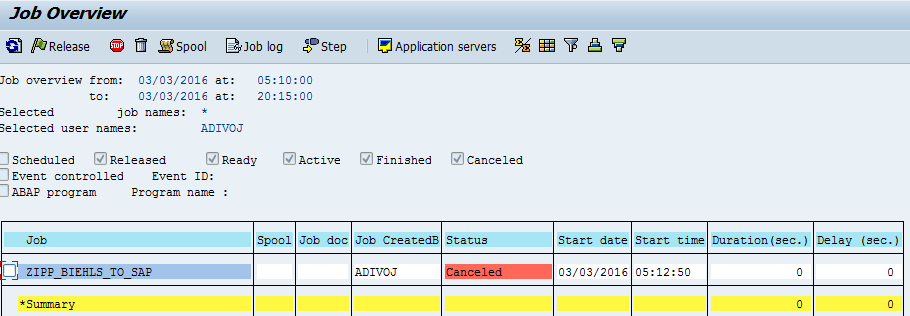 Job Overview
Release Spool Job log Step Application servers
Job overview from: 03/03/2016 at: 05:10:00
to: 03/03/2016 at: 20:15:00
Selected job names: *
Selected user names: ADIVOJ
Scheduled Released Ready Active Finished Canceled
Event controlled Event ID:
ABAP program Program name :
Job Spool Job doc Job CreatedB Status Start date Start time Duration(sec.) Delay (sec.)
ZIPP_BIEHLS_TO_SAP ADIVOJ Canceled 03/03/2016 05:12:50 0 0
*Summary 0 0